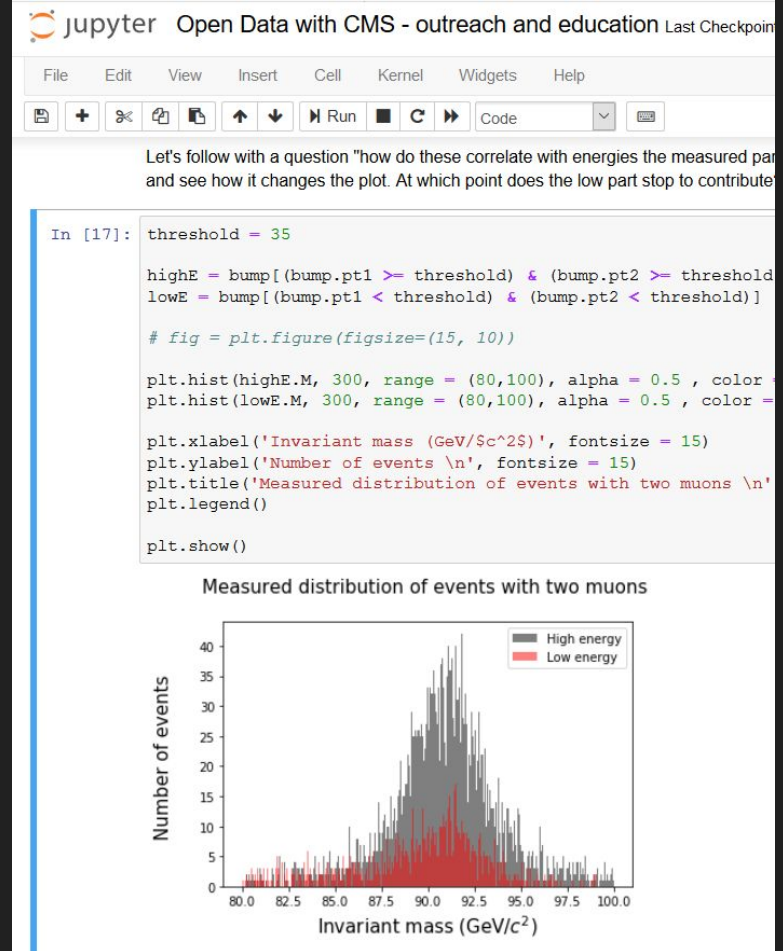 jupyter Open Data with CMS - outreach and education Last Checkpoin
File Edit View Insert Cell Kernel Widgets Help
Run Code
Let's follow with a question "how do these correlate with energies the measured par
and see how it changes the plot. At which point does the low part stop to contribute
In [17]: threshold = 35
highE = bump[(bump.pt1 >= threshold) & (bump.pt2 >= threshold
lowE = bump[(bump.pt1 < threshold) & (bump.pt2 < threshold)]
# fig = plt.figure(figsize=(15, 10))
plt.hist(highE.M, 300, range = (80,100), alpha = 0.5 , color =
plt.hist(lowE.M, 300, range = (80,100), alpha = 0.5 , color =
plt.xlabel('Invariant mass (GeV/$c^2$)', fontsize = 15)
plt.ylabel('Number of events \n', fontsize = 15)
plt.title('Measured distribution of events with two muons \n'
plt.legend()
plt.show()
Measured distribution of events with two muons
High energy
Low energy
Number of events
40
35
30
25
20
15
10
5
0
80.0 82.5 85.0 87.5 90.0 92.5 95.0 97.5 100.0
Invariant mass (GeV/c²)